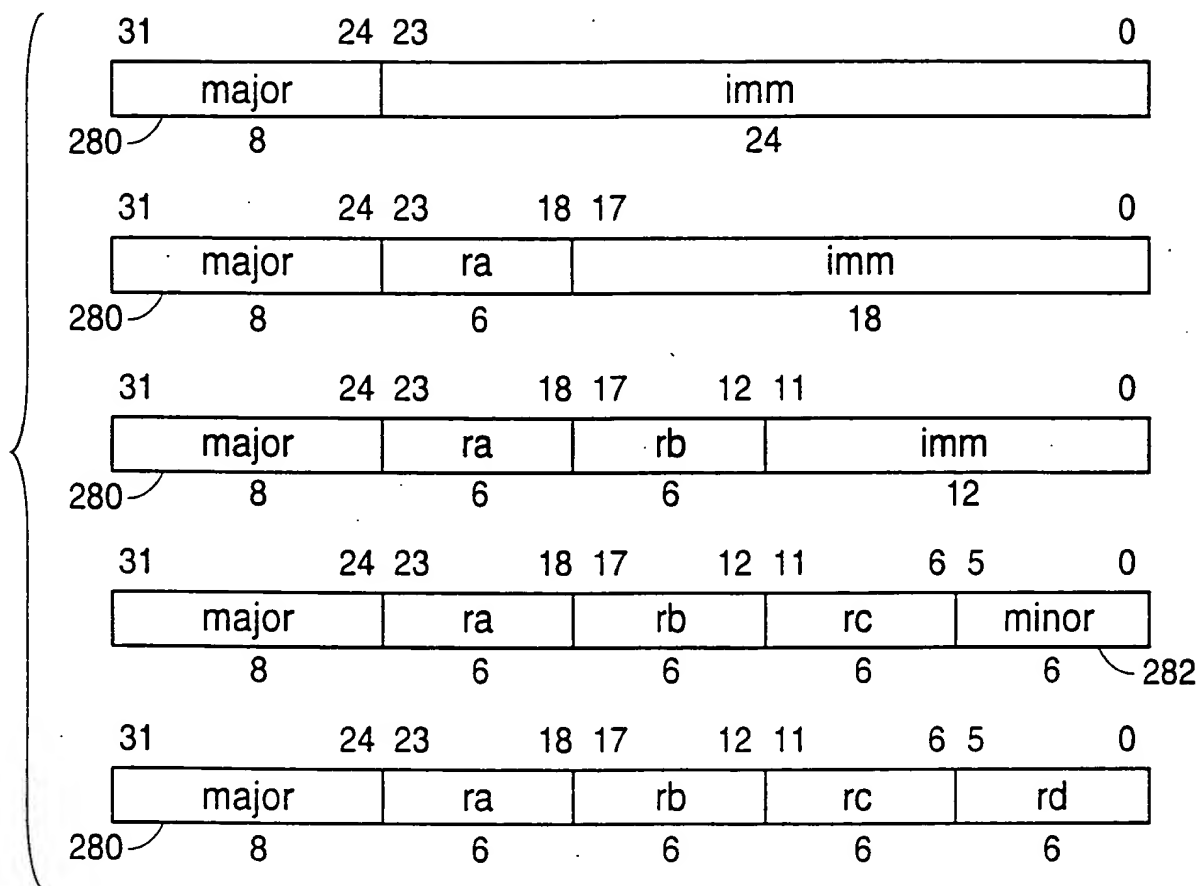 31 24 23 0
major imm
280 8 24
31 24 23 18 17 0
major ra imm
280 8 6 18
31 24 23 18 17 12 11 0
major ra rb imm
280 8 6 6 12
31 24 23 18 17 12 11 6 5 0
major ra rb rc minor
8 6 6 6 6 282
31 24 23 18 17 12 11 6 5 0
major ra rb rc rd
280 8 6 6 6 6